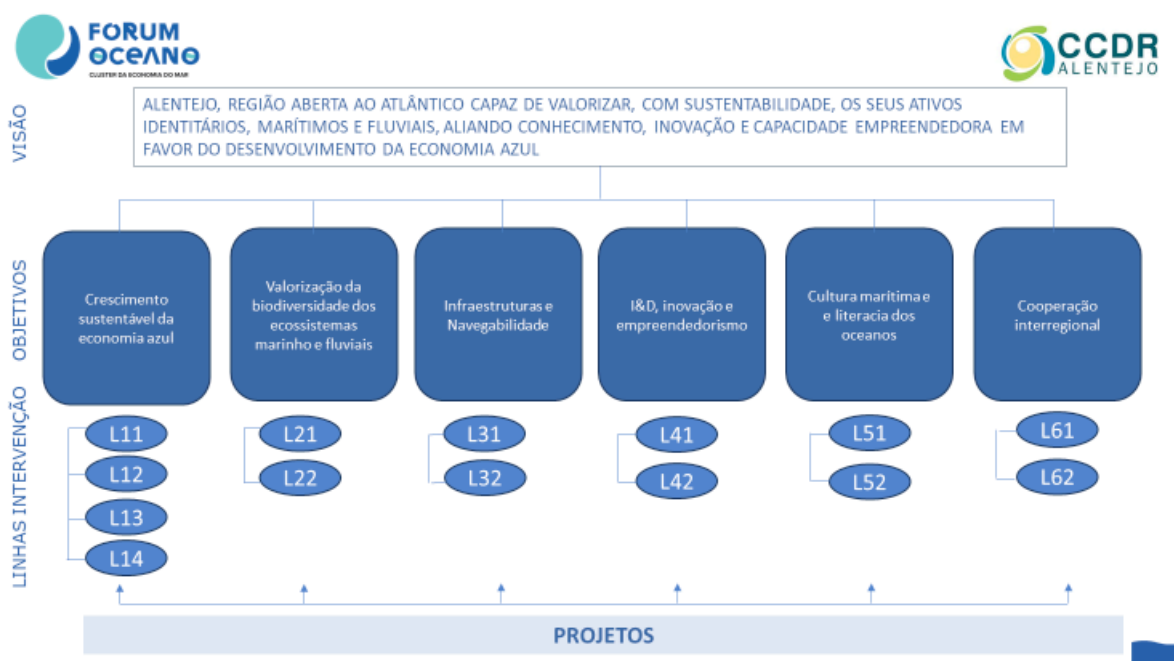 FORUM
OCEANO
CLUSTER DA ECONOMIA DO MAR
CCDR
ALENTEJO
VISÃO
ALENTEJO, REGIÃO ABERTA AO ATLÂNTICO CAPAZ DE VALORIZAR, COM SUSTENTABILIDADE, OS SEUS ATIVOS
IDENTITÁRIOS, MARÍTIMOS E FLUVIAIS, ALIANDO CONHECIMENTO, INOVAÇÃO E CAPACIDADE EMPREENDEDORA EM
FAVOR DO DESENVOLVIMENTO DA ECONOMIA AZUL
OBJETIVOS
Crescimento
sustentável da
economia azul
Valorização da
biodiversidade dos
ecossistemas
marinho e fluviais
Infraestruturas e
Navegabilidade
I&D, inovação e
empreendedorismo
Cultura marítima e
e literacia dos
oceanos
Cooperação
interregional
LINHAS INTERVENÇÃO
L11
L12
L13
L14
L21
L22
L31
L32
L41
L42
L51
L52
L61
L62
PROJETOS